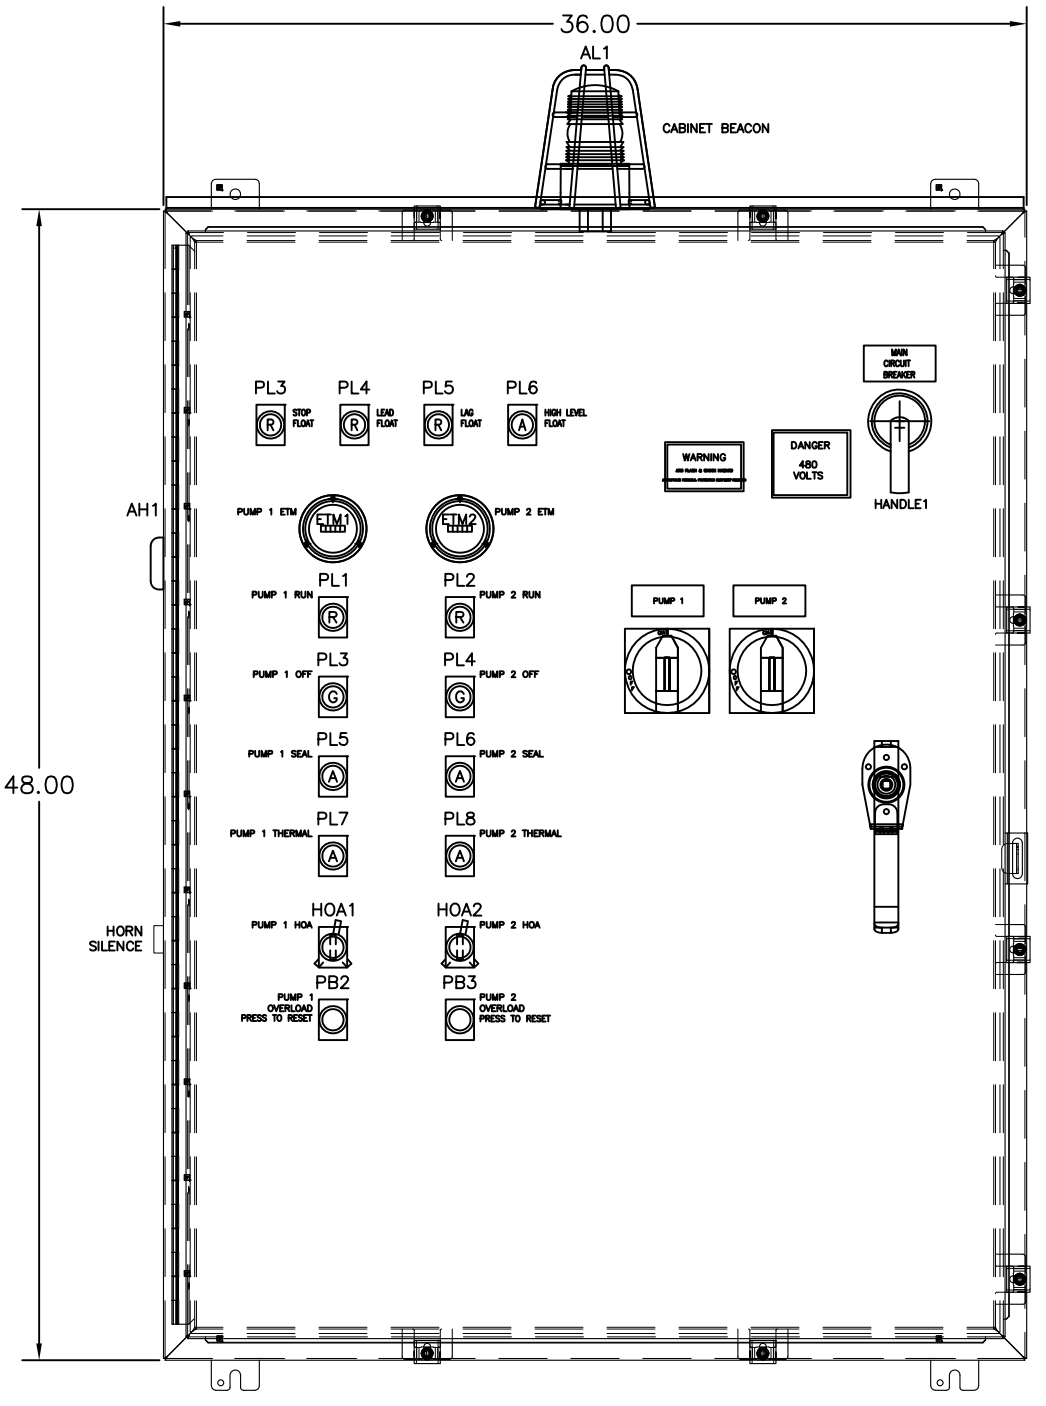 36.00
AL1
CABINET BEACON
MAIN
CIRCUIT
BREAKER
PL3
PL4
PL5
PL6
R
STOP
FLOAT
R
LEAD
FLOAT
R
LAG
FLOAT
A
HIGH LEVEL
FLOAT
WARNING
ARC FLASH & SHOCK HAZARD
DANGER
480
VOLTS
HANDLE1
AH1
PUMP 1 ETM
ETM1
ETM2
PUMP 2 ETM
PL1
PL2
PUMP 1 RUN
R
R
PUMP 2 RUN
PUMP 1
PUMP 2
PL3
PL4
PUMP 1 OFF
G
G
PUMP 2 OFF
PL5
PL6
PUMP 1 SEAL
A
A
PUMP 2 SEAL
48.00
PL7
PL8
PUMP 1 THERMAL
A
A
PUMP 2 THERMAL
HOA1
HOA2
PUMP 1 HOA
PUMP 2 HOA
HORN
SILENCE
PB2
PB3
PUMP 1
OVERLOAD
PRESS TO RESET
PUMP 2
OVERLOAD
PRESS TO RESET